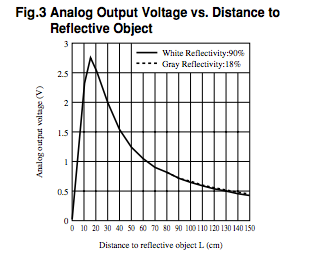 Fig.3 Analog Output Voltage vs. Distance to
Reflective Object
White Reflectivity:90%
Gray Reflectivity:18%
Analog output voltage (V)
3
2.5
2
1.5
1
0.5
0
0 10 20 30 40 50 60 70 80 90 100 110 120 130 140 150
Distance to reflective object L (cm)